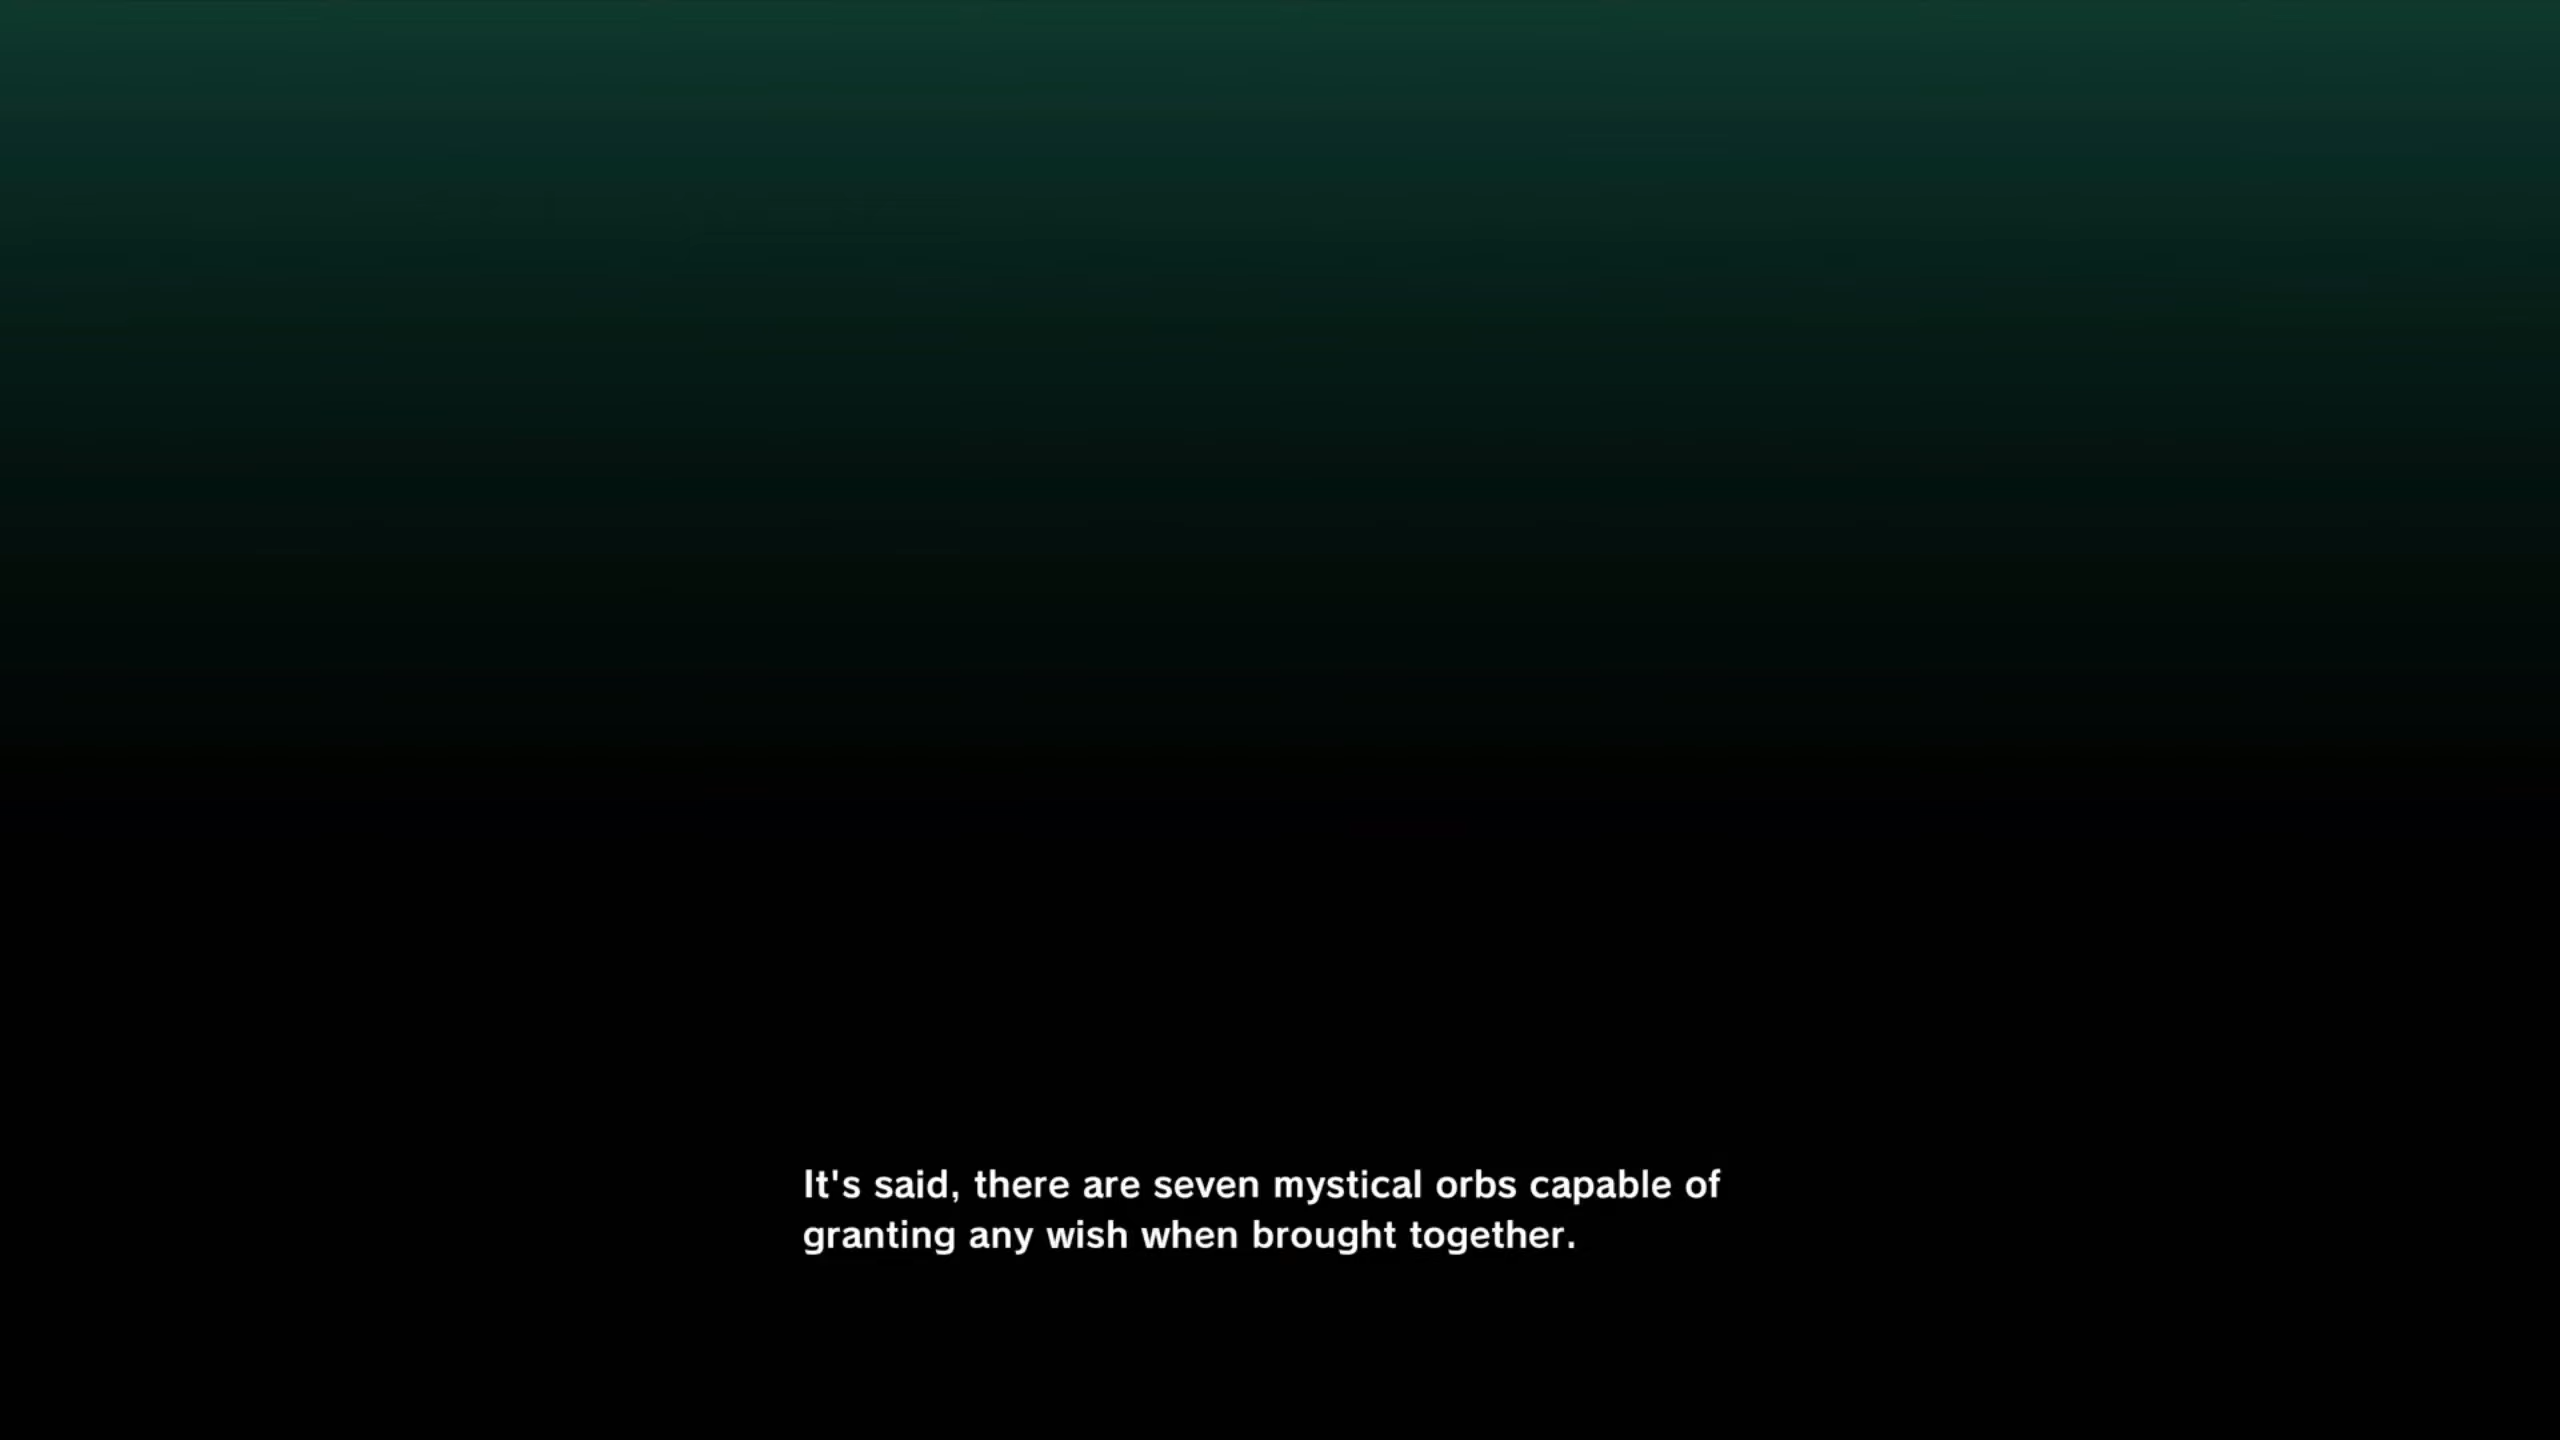 It's said, there are seven mystical orbs capable of
granting any wish when brought together.